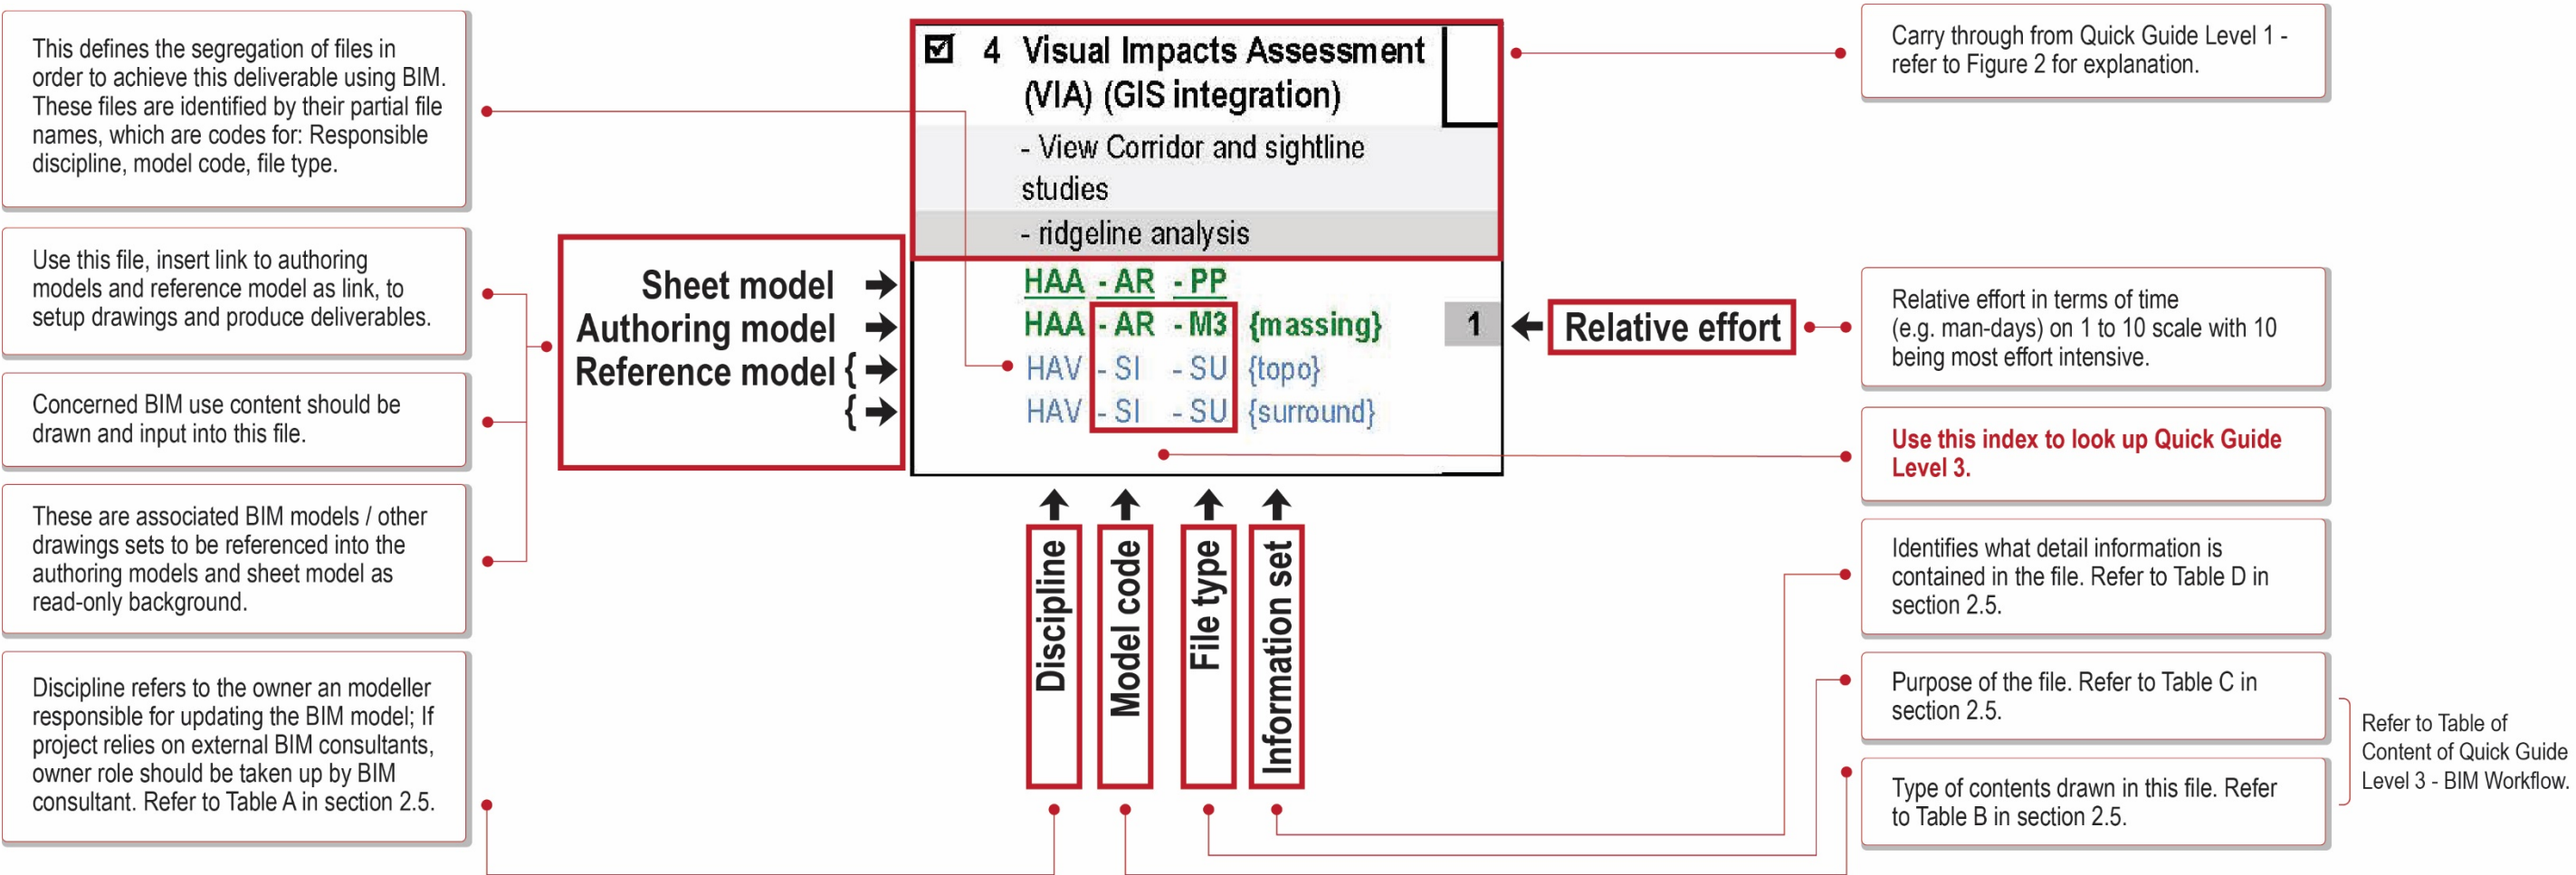 This defines the segregation of files in
order to achieve this deliverable using BIM.
These files are identified by their partial file
names, which are codes for: Responsible
discipline, model code, file type.
Use this file, insert link to authoring
models and reference model as link, to
setup drawings and produce deliverables.
Concerned BIM use content should be
drawn and input into this file.
These are associated BIM models / other
drawings sets to be referenced into the
authoring models and sheet model as
read-only background.
Discipline refers to the owner an modeller
responsible for updating the BIM model; If
project relies on external BIM consultants,
owner role should be taken up by BIM
consultant. Refer to Table A in section 2.5.
Sheet model →
Authoring model →
Reference model { →
{ →
☑ 4 Visual Impacts Assessment
(VIA) (GIS integration)
- View Corridor and sightline
studies
- ridgeline analysis
HAA - AR - PP
HAA - AR - M3 {massing} 1
HAV - SI - SU {topo}
HAV - SI - SU {surround}
← Relative effort
Discipline
Model code
File type
Information set
Carry through from Quick Guide Level 1 -
refer to Figure 2 for explanation.
Relative effort in terms of time
(e.g. man-days) on 1 to 10 scale with 10
being most effort intensive.
Use this index to look up Quick Guide
Level 3.
Identifies what detail information is
contained in the file. Refer to Table D in
section 2.5.
Purpose of the file. Refer to Table C in
section 2.5.
Type of contents drawn in this file. Refer
to Table B in section 2.5.
Refer to Table of
Content of Quick Guide
Level 3 - BIM Workflow.